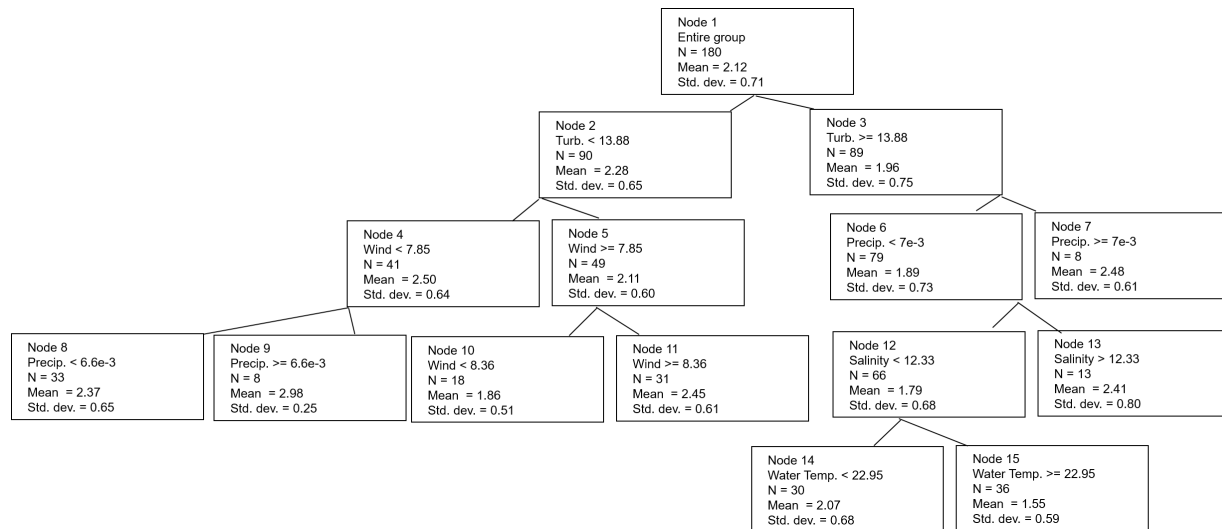 Node 1
Entire group
N = 180
Mean = 2.12
Std. dev. = 0.71
Node 2
Turb. < 13.88
N = 90
Mean = 2.28
Std. dev. = 0.65
Node 3
Turb. >= 13.88
N = 89
Mean = 1.96
Std. dev. = 0.75
Node 4
Wind < 7.85
N = 41
Mean = 2.50
Std. dev. = 0.64
Node 5
Wind >= 7.85
N = 49
Mean = 2.11
Std. dev. = 0.60
Node 6
Precip. < 7e-3
N = 79
Mean = 1.89
Std. dev. = 0.73
Node 7
Precip. >= 7e-3
N = 8
Mean = 2.48
Std. dev. = 0.61
Node 8
Precip. < 6.6e-3
N = 33
Mean = 2.37
Std. dev. = 0.65
Node 9
Precip. >= 6.6e-3
N = 8
Mean = 2.98
Std. dev. = 0.25
Node 10
Wind < 8.36
N = 18
Mean = 1.86
Std. dev. = 0.51
Node 11
Wind >= 8.36
N = 31
Mean = 2.45
Std. dev. = 0.61
Node 12
Salinity < 12.33
N = 66
Mean = 1.79
Std. dev. = 0.68
Node 13
Salinity > 12.33
N = 13
Mean = 2.41
Std. dev. = 0.80
Node 14
Water Temp. < 22.95
N = 30
Mean = 2.07
Std. dev. = 0.68
Node 15
Water Temp. >= 22.95
N = 36
Mean = 1.55
Std. dev. = 0.59